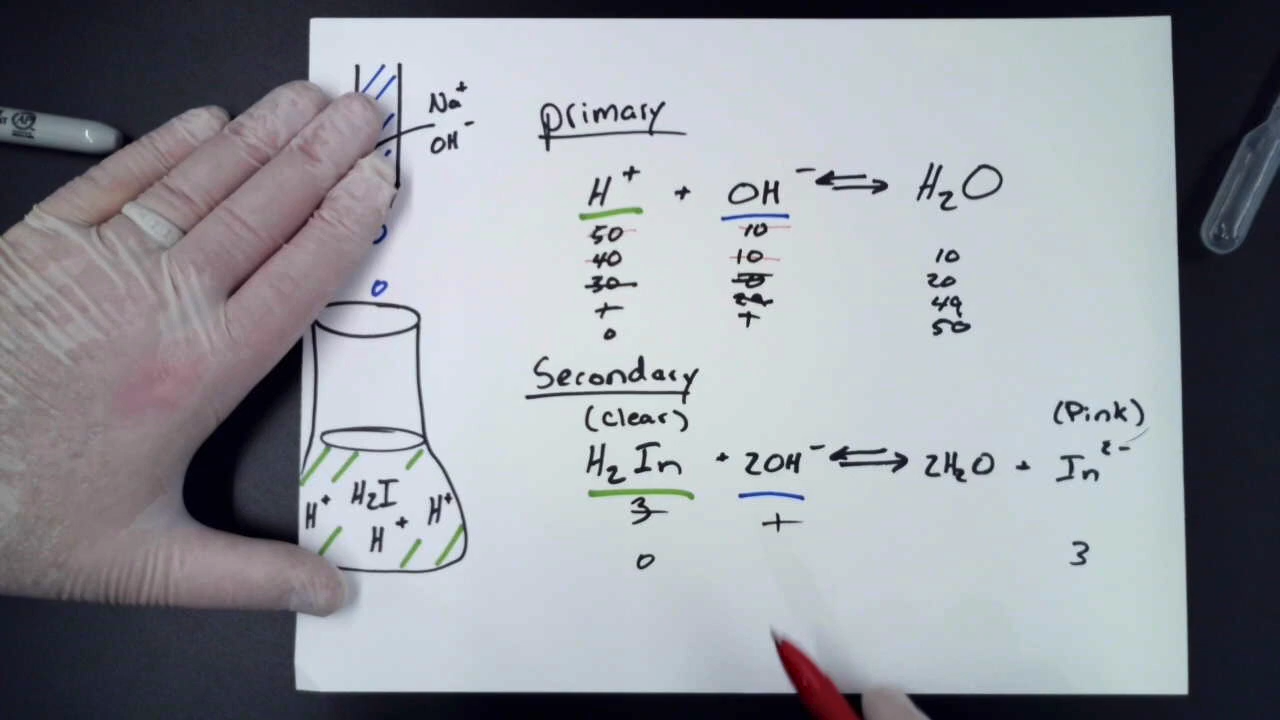 Na+
OH-
primary
H+ + OH- ⇌ H2O
50 10
40 10 10
30 20
49
0 50
Secondary
(Clear) (Pink)
H2In + 2OH- ⇌ 2H2O + In2-
3
0 3
H+ H2I H+
H+